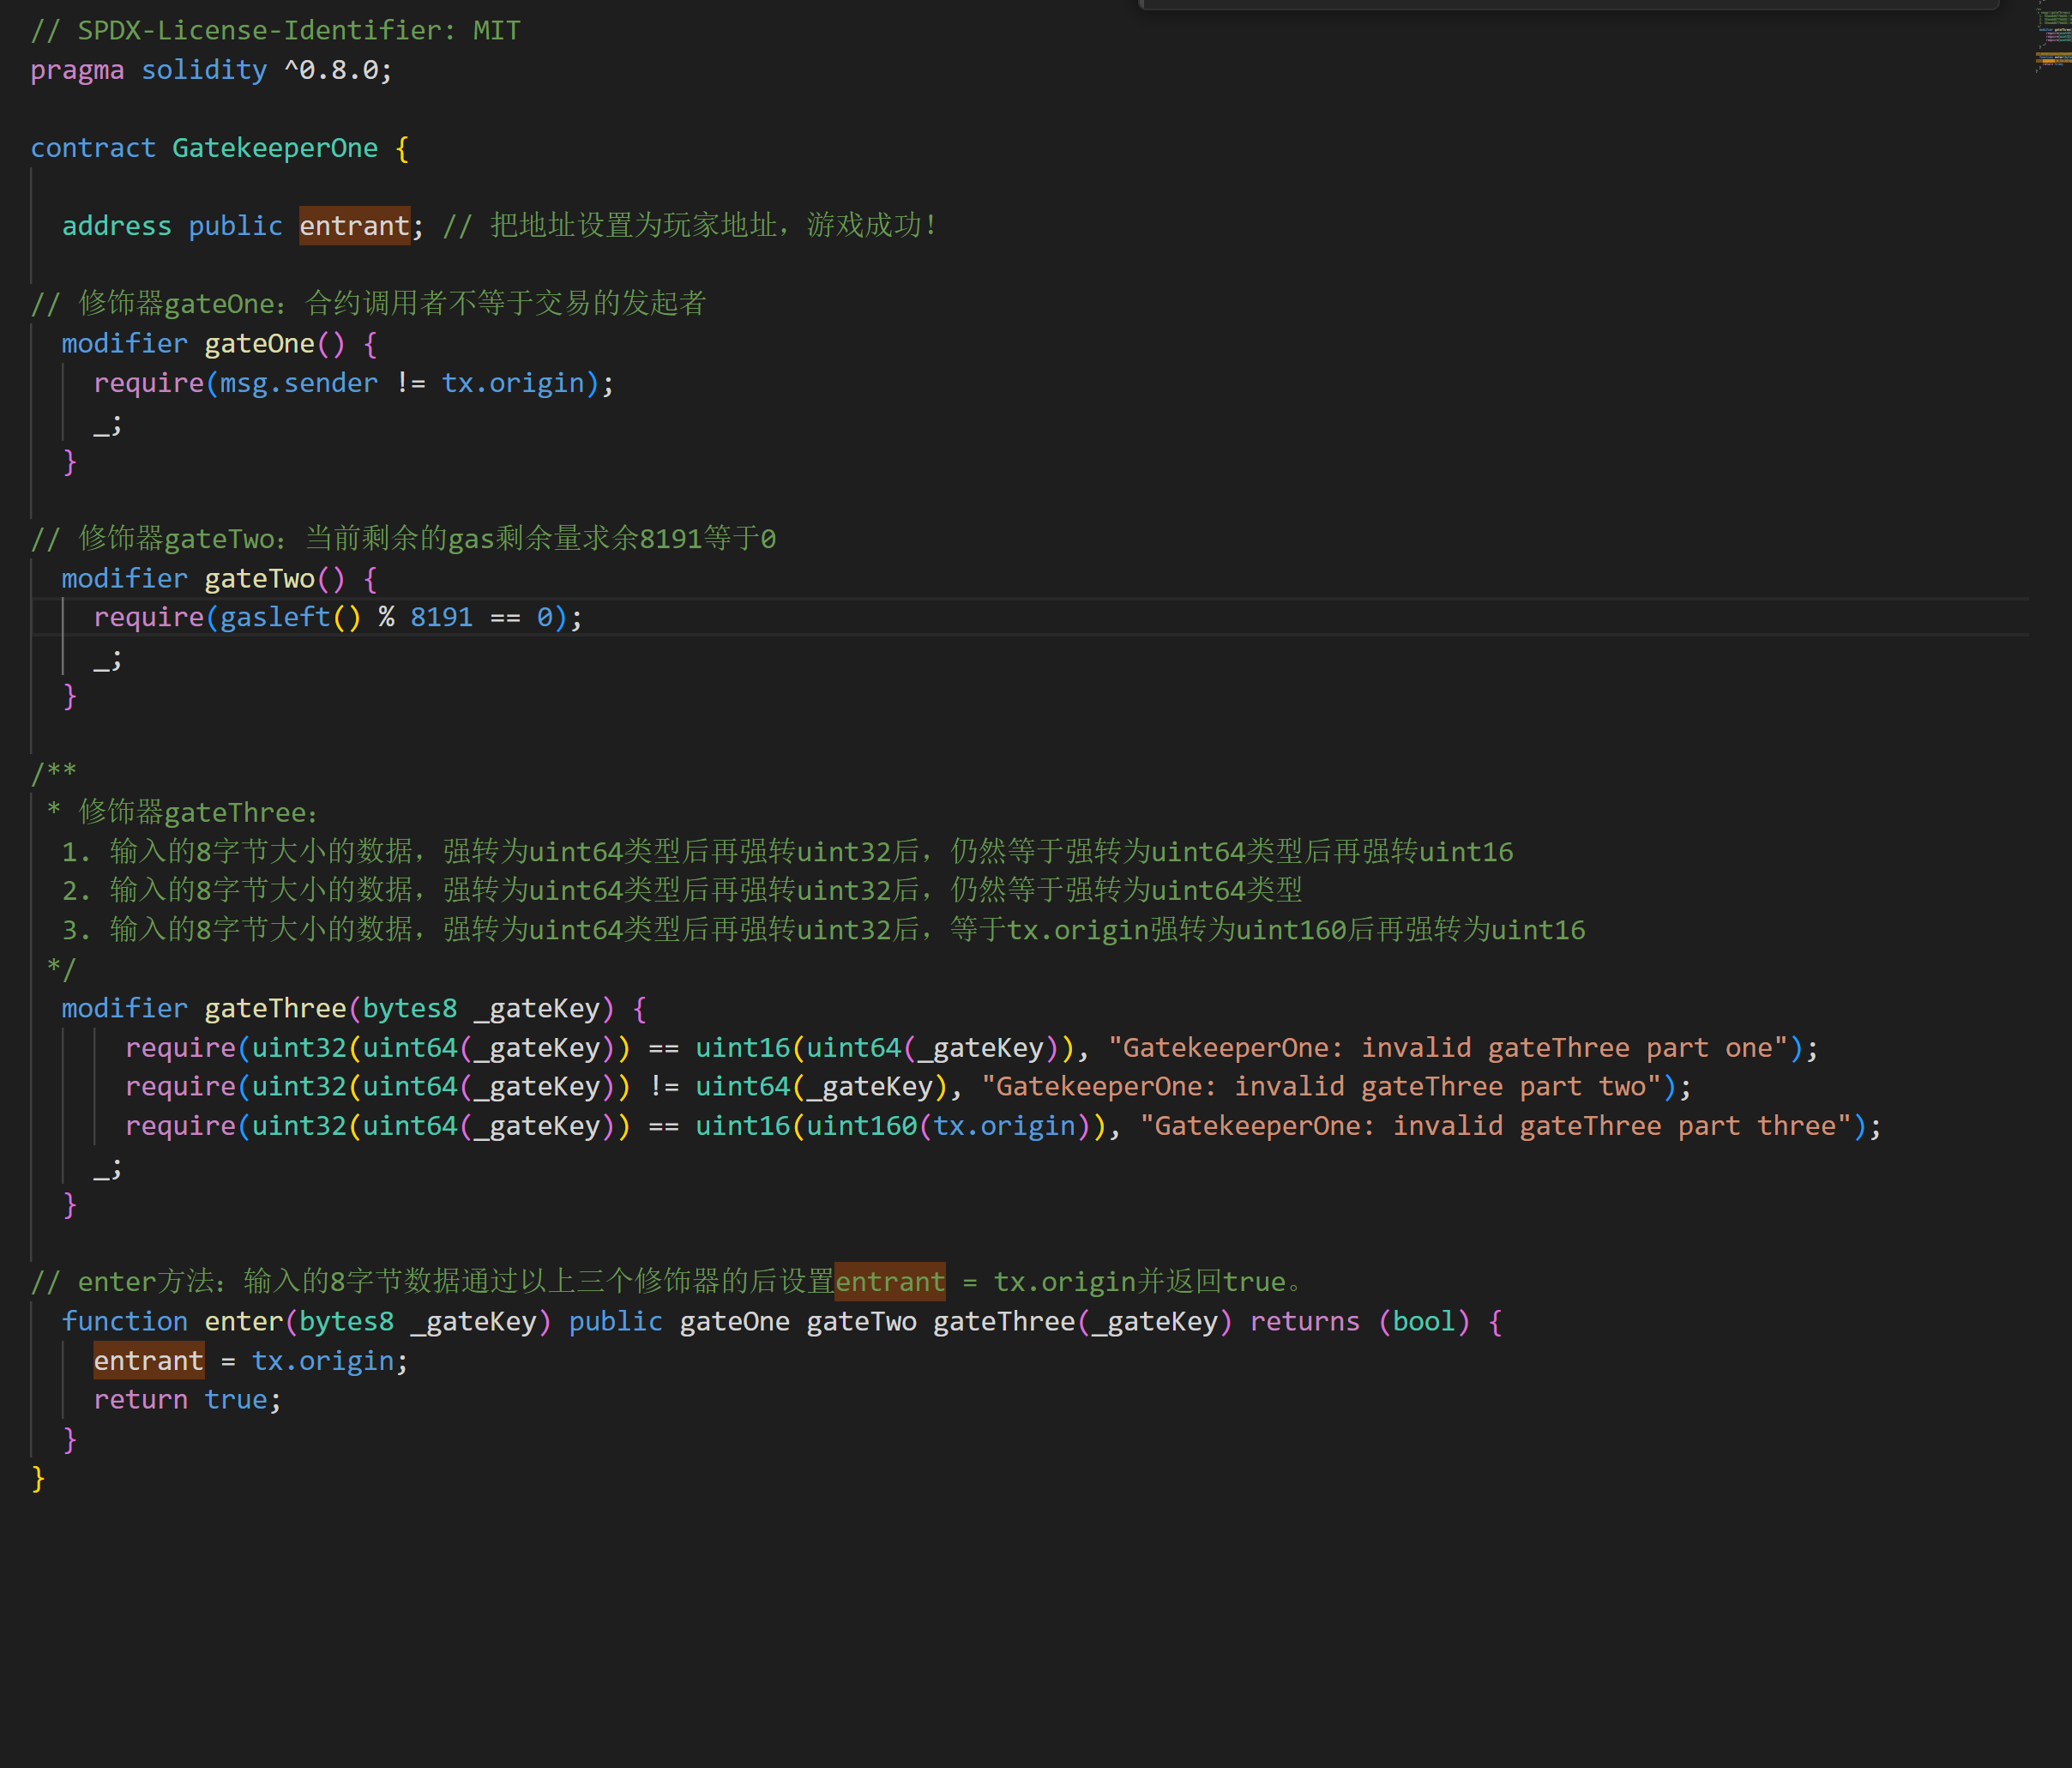 // SPDX-License-Identifier: MIT
pragma solidity ^0.8.0;
contract GatekeeperOne {
address public entrant; // 把地址设置为玩家地址，游戏成功！
// 修饰器gateOne：合约调用者不等于交易的发起者
modifier gateOne() {
require(msg.sender != tx.origin);
_;
}
// 修饰器gateTwo：当前剩余的gas剩余量求余8191等于0
modifier gateTwo() {
require(gasleft() % 8191 == 0);
_;
}
/**
* 修饰器gateThree：
1. 输入的8字节大小的数据，强转为uint64类型后再强转uint32后，仍然等于强转为uint64类型后再强转uint16
2. 输入的8字节大小的数据，强转为uint64类型后再强转uint32后，仍然等于强转为uint64类型
3. 输入的8字节大小的数据，强转为uint64类型后再强转uint32后，等于tx.origin强转为uint160后再强转为uint16
*/
modifier gateThree(bytes8 _gateKey) {
require(uint32(uint64(_gateKey)) == uint16(uint64(_gateKey)), "GatekeeperOne: invalid gateThree part one");
require(uint32(uint64(_gateKey)) != uint64(_gateKey), "GatekeeperOne: invalid gateThree part two");
require(uint32(uint64(_gateKey)) == uint16(uint160(tx.origin)), "GatekeeperOne: invalid gateThree part three");
_;
}
// enter方法：输入的8字节数据通过以上三个修饰器的后设置entrant = tx.origin并返回true。
function enter(bytes8 _gateKey) public gateOne gateTwo gateThree(_gateKey) returns (bool) {
entrant = tx.origin;
return true;
}
}